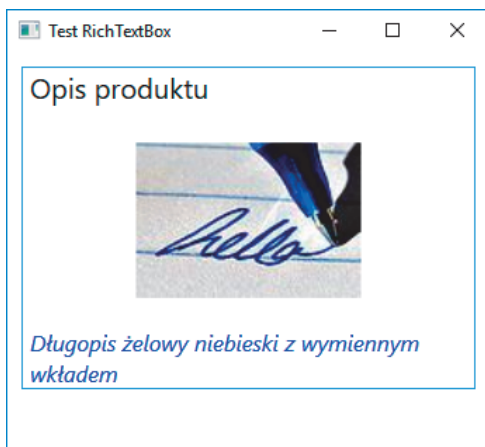 Test RichTextBox
Opis produktu
hello
Długopis żelowy niebieski z wymiennym
wkładem